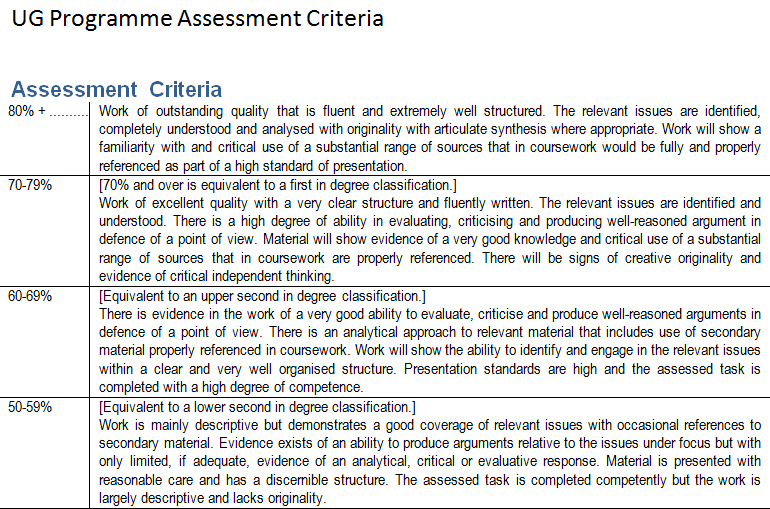 UG Programme Assessment Criteria
Assessment Criteria
80% + .......... Work of outstanding quality that is fluent and extremely well structured. The relevant issues are identified,
completely understood and analysed with originality with articulate synthesis where appropriate. Work will show a
familiarity with and critical use of a substantial range of sources that in coursework would be fully and properly
referenced as part of a high standard of presentation.
70-79% [70% and over is equivalent to a first in degree classification.]
Work of excellent quality with a very clear structure and fluently written. The relevant issues are identified and
understood. There is a high degree of ability in evaluating, criticising and producing well-reasoned argument in
defence of a point of view. Material will show evidence of a very good knowledge and critical use of a substantial
range of sources that in coursework are properly referenced. There will be signs of creative originality and
evidence of critical independent thinking.
60-69% [Equivalent to an upper second in degree classification.]
There is evidence in the work of a very good ability to evaluate, criticise and produce well-reasoned arguments in
defence of a point of view. There is an analytical approach to relevant material that includes use of secondary
material properly referenced in coursework. Work will show the ability to identify and engage in the relevant issues
within a clear and very well organised structure. Presentation standards are high and the assessed task is
completed with a high degree of competence.
50-59% [Equivalent to a lower second in degree classification.]
Work is mainly descriptive but demonstrates a good coverage of relevant issues with occasional references to
secondary material. Evidence exists of an ability to produce arguments relative to the issues under focus but with
only limited, if adequate, evidence of an analytical, critical or evaluative response. Material is presented with
reasonable care and has a discernible structure. The assessed task is completed competently but the work is
largely descriptive and lacks originality.